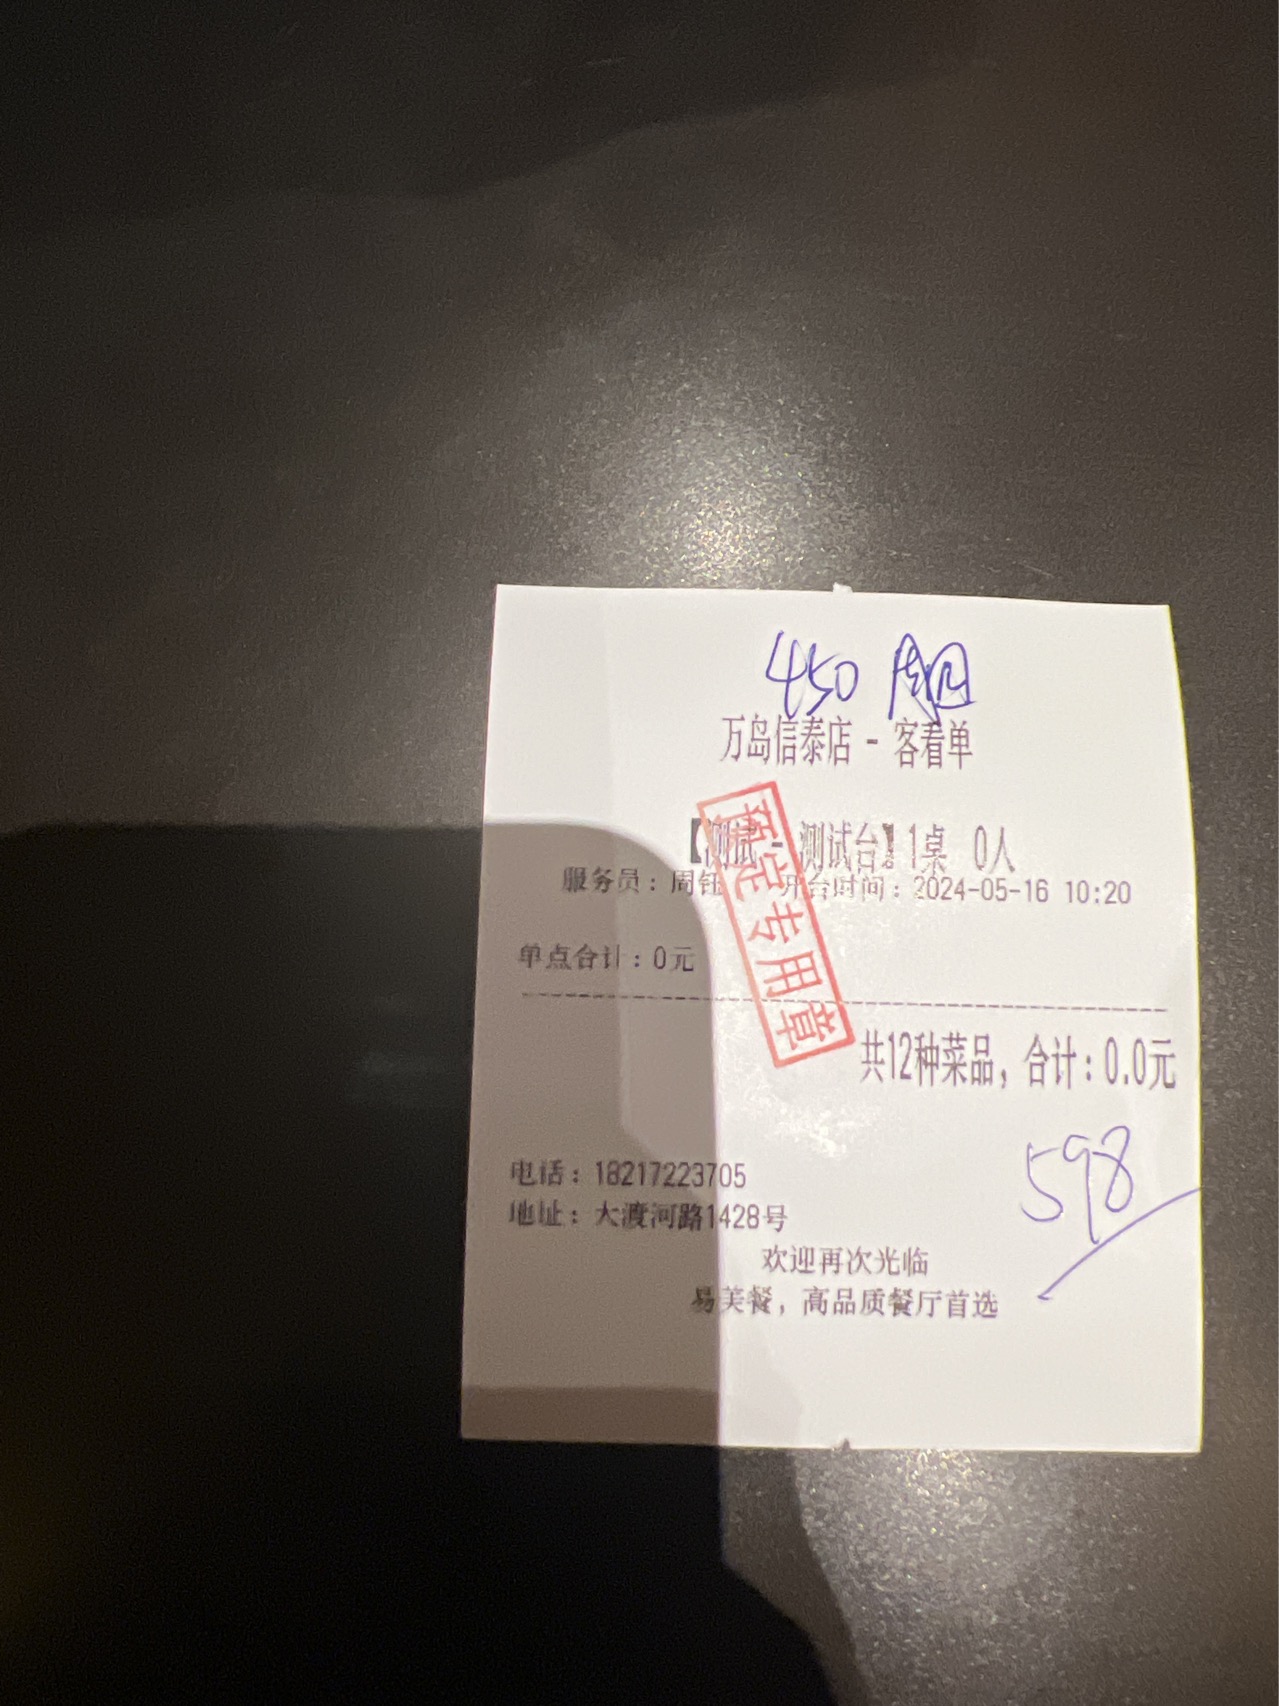 450
万岛信泰店 - 客看单
【测试 - 测试台】1桌 0人
服务员：周钰 开台时间：2024-05-16 10:20
预定专用章
单点合计：0元
共12种菜品，合计：0.0元
598
电话：18217223705
地址：大渡河路1428号
欢迎再次光临
易芙餐，高品质餐厅首选